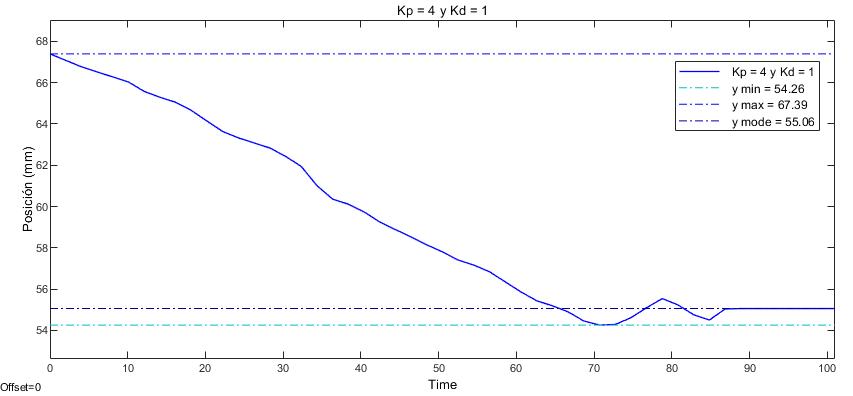 Kp = 4 y Kd = 1
68
66
64
62
60
58
56
54
Posición (mm)
Kp = 4 y Kd = 1
y min = 54.26
y max = 67.39
y mode = 55.06
0 10 20 30 40 50 60 70 80 90 100
Time
Offset=0